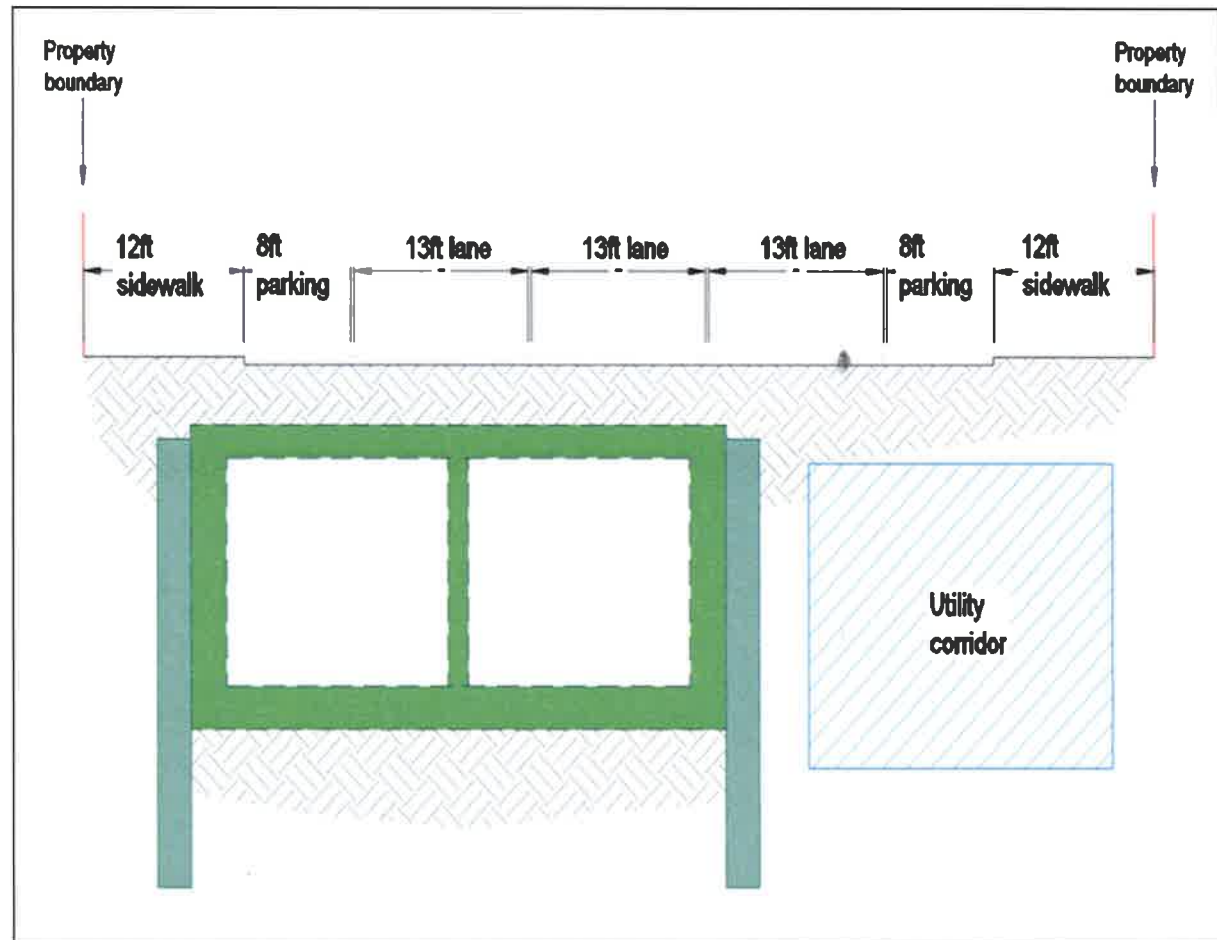 Property
boundary
Property
boundary
12ft
sidewalk
8ft
parking
13ft lane
13ft lane
13ft lane
8ft
parking
12ft
sidewalk
Utility
corridor